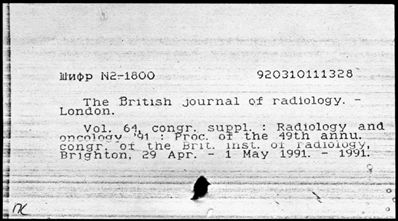 Шифр N2-1800 920310111328
The British journal of radiology. -
London.
Vol. 64, congr. suppl. : Radiology and
oncology '91 : Proc. of the 49th annu.
congr. of the Brit. inst. of radiology,
Brighton, 29 Apr. - 1 May 1991. - 1991.
ПК